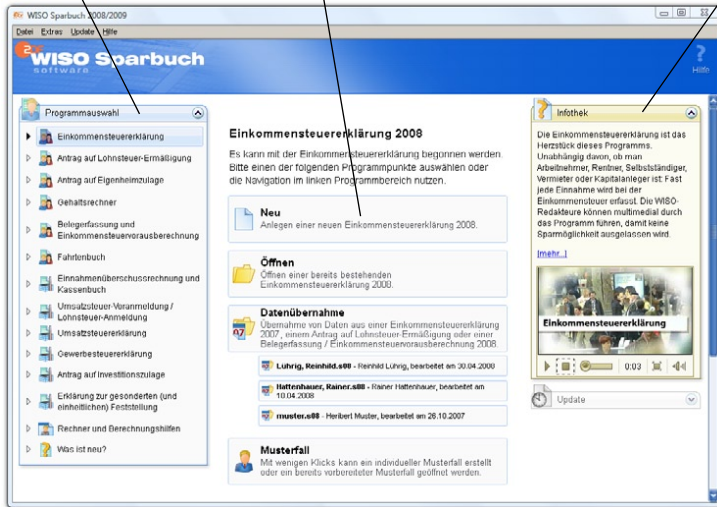 WISO Sparbuch 2008/2009
Datei Extras Update Hilfe
WISO Sparbuch
software
Hilfe
Programmauswahl
Einkommensteuererklärung
Antrag auf Lohnsteuer-Ermäßigung
Antrag auf Eigenheimzulage
Gehaltsrechner
Belegerfassung und
Einkommensteuervorausberechnung
Fahrtenbuch
Einnahmenüberschussrechnung und
Kassenbuch
Umsatzsteuer-Voranmeldung /
Lohnsteuer-Anmeldung
Umsatzsteuererklärung
Gewerbesteuererklärung
Antrag auf Investitionszulage
Erklärung zur gesonderten (und
einheitlichen) Feststellung
Rechner und Berechnungshilfen
Was ist neu?
Einkommensteuererklärung 2008
Es kann mit der Einkommensteuererklärung begonnen werden.
Bitte einen der folgenden Programmpunkte auswählen oder
die Navigation im linken Programmbereich nutzen.
Neu
Anlegen einer neuen Einkommensteuererklärung 2008.
Öffnen
Öffnen einer bereits bestehenden
Einkommensteuererklärung 2008.
Datenübernahme
Übernahme von Daten aus einer Einkommensteuererklärung
2007, einem Antrag auf Lohnsteuer-Ermäßigung oder einer
Belegerfassung / Einkommensteuervorausberechnung 2008.
Lührig, Reinhild.s08 - Reinhild Lührig, bearbeitet am 30.04.2008
Hattenhauer, Rainer.s08 - Rainer Hattenhauer, bearbeitet am
10.04.2008
muster.s08 - Heribert Muster, bearbeitet am 26.10.2007
Musterfall
Mit wenigen Klicks kann ein individueller Musterfall erstellt
oder ein bereits vorbereiteter Musterfall geöffnet werden.
Infothek
Die Einkommensteuererklärung ist das
Herzstück dieses Programms.
Unabhängig davon, ob man
Arbeitnehmer, Rentner, Selbstständiger,
Vermieter oder Kapitalanleger ist: Fast
jede Einnahme wird bei der
Einkommensteuer erfasst. Die WISO-
Redakteure können multimedial durch
das Programm führen, damit keine
Sparmöglichkeit ausgelassen wird.
[mehr...]
Einkommensteuererklärung
0:03
Update